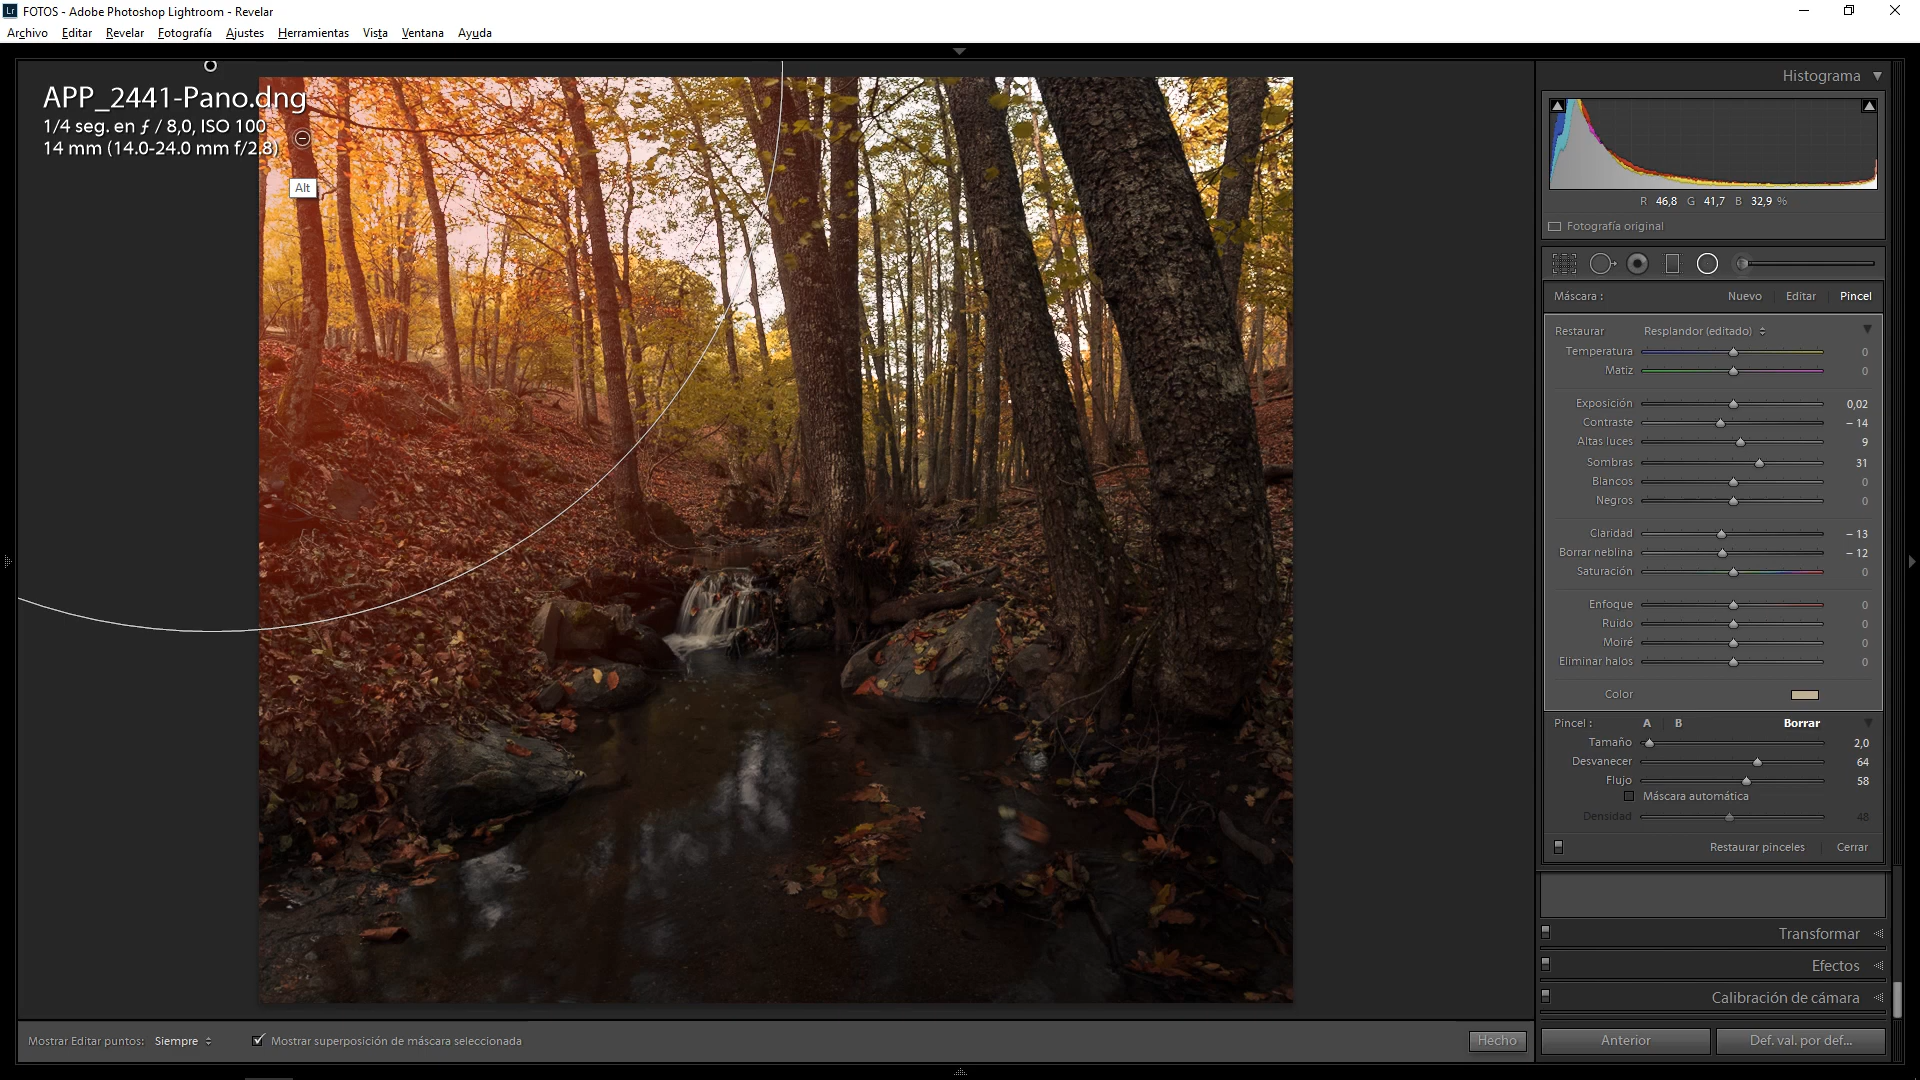 Lr FOTOS - Adobe Photoshop Lightroom - Revelar
Archivo Editar Revelar Fotografía Ajustes Herramientas Vista Ventana Ayuda
APP_2441-Pano.dng
1/4 seg. en ƒ / 8,0, ISO 100
14 mm (14.0-24.0 mm f/2.8)
Alt
Histograma
R 46,8 G 41,7 B 32,9 %
Fotografía original
Máscara : Nuevo Editar Pincel
Restaurar Resplandor (editado)
Temperatura 0
Matiz 0
Exposición 0,02
Contraste – 14
Altas luces 9
Sombras 31
Blancos 0
Negros 0
Claridad – 13
Borrar neblina – 12
Saturación 0
Enfoque 0
Ruido 0
Moiré 0
Eliminar halos 0
Color
Pincel : A B Borrar
Tamaño 2,0
Desvanecer 64
Flujo 58
Máscara automática
Densidad 48
Restaurar pinceles Cerrar
Transformar
Efectos
Calibración de cámara
Mostrar Editar puntos: Siempre Mostrar superposición de máscara seleccionada Hecho
Anterior Def. val. por def...